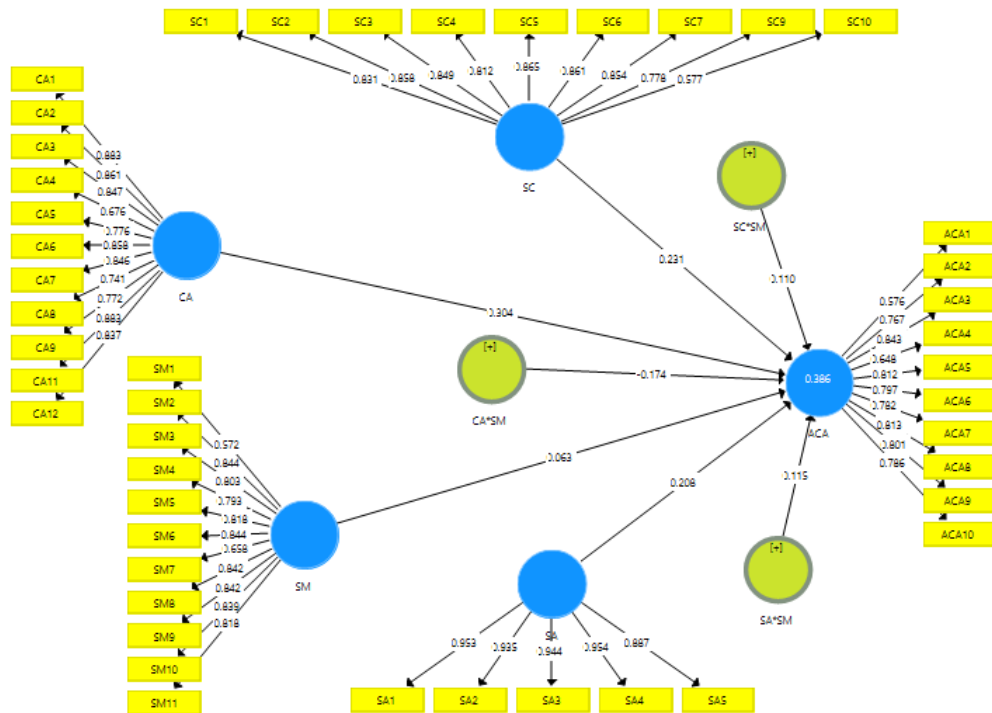 SC1 SC2 SC3 SC4 SC5 SC6 SC7 SC9 SC10
0.831 0.858 0.849 0.812 0.865 0.861 0.854 0.778 0.577
SC
CA1
CA2
CA3
CA4
CA5
CA6
CA7
CA8
CA9
CA11
CA12
0.883
0.861
0.847
0.676
0.776
0.858
0.846
0.741
0.772
0.883
0.837
CA
[+]
SC*SM
0.231
0.110
0.304
[+]
CA*SM
-0.174
0.386
ACA
0.576
0.767
0.843
0.648
0.812
0.797
0.782
0.813
0.801
0.786
ACA1
ACA2
ACA3
ACA4
ACA5
ACA6
ACA7
ACA8
ACA9
ACA10
SM1
SM2
SM3
SM4
SM5
SM6
SM7
SM8
SM9
SM10
SM11
0.572
0.844
0.803
0.793
0.818
0.844
0.658
0.842
0.842
0.839
0.818
SM
0.063
0.208
0.115
[+]
SA*SM
SA
0.953 0.935 0.944 0.954 0.887
SA1 SA2 SA3 SA4 SA5